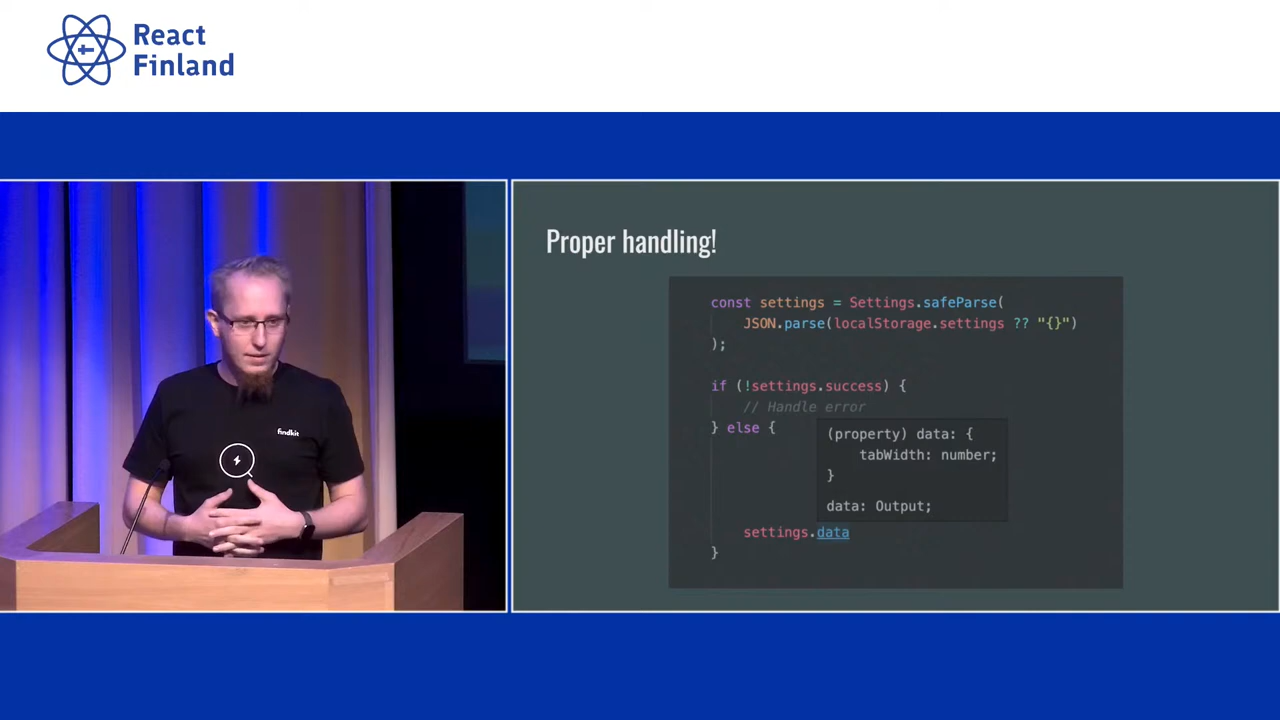 React
Finland
findkit
Proper handling!
const settings = Settings.safeParse(
JSON.parse(localStorage.settings ?? "{}")
);
if (!settings.success) {
// Handle error
} else {
(property) data: {
tabWidth: number;
}
data: Output;
settings.data
}